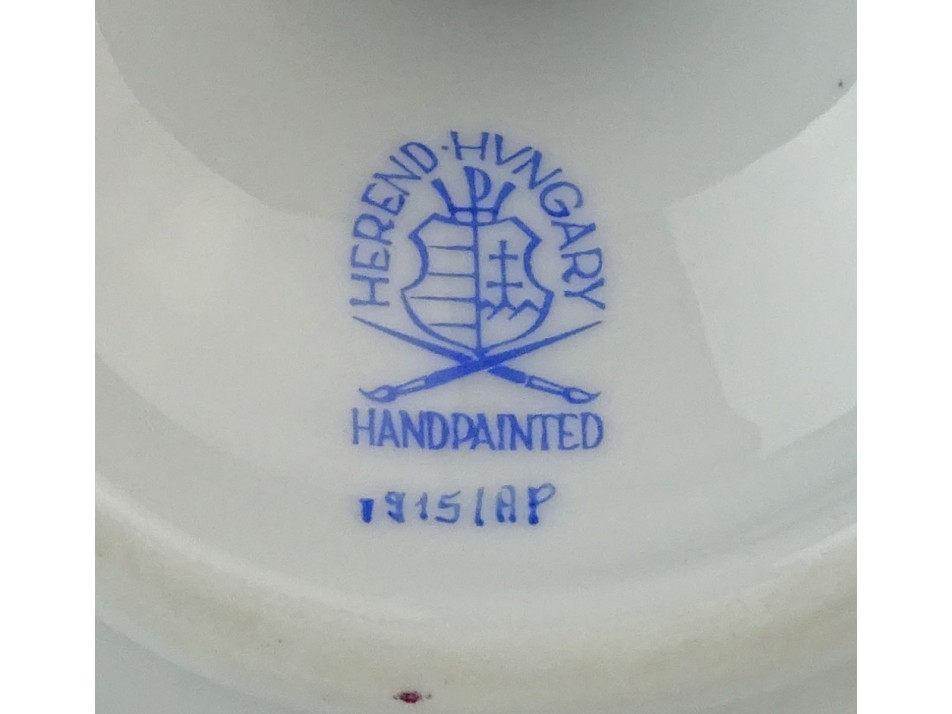 HEREND · HVNGARY
HANDPAINTED
1915/AP